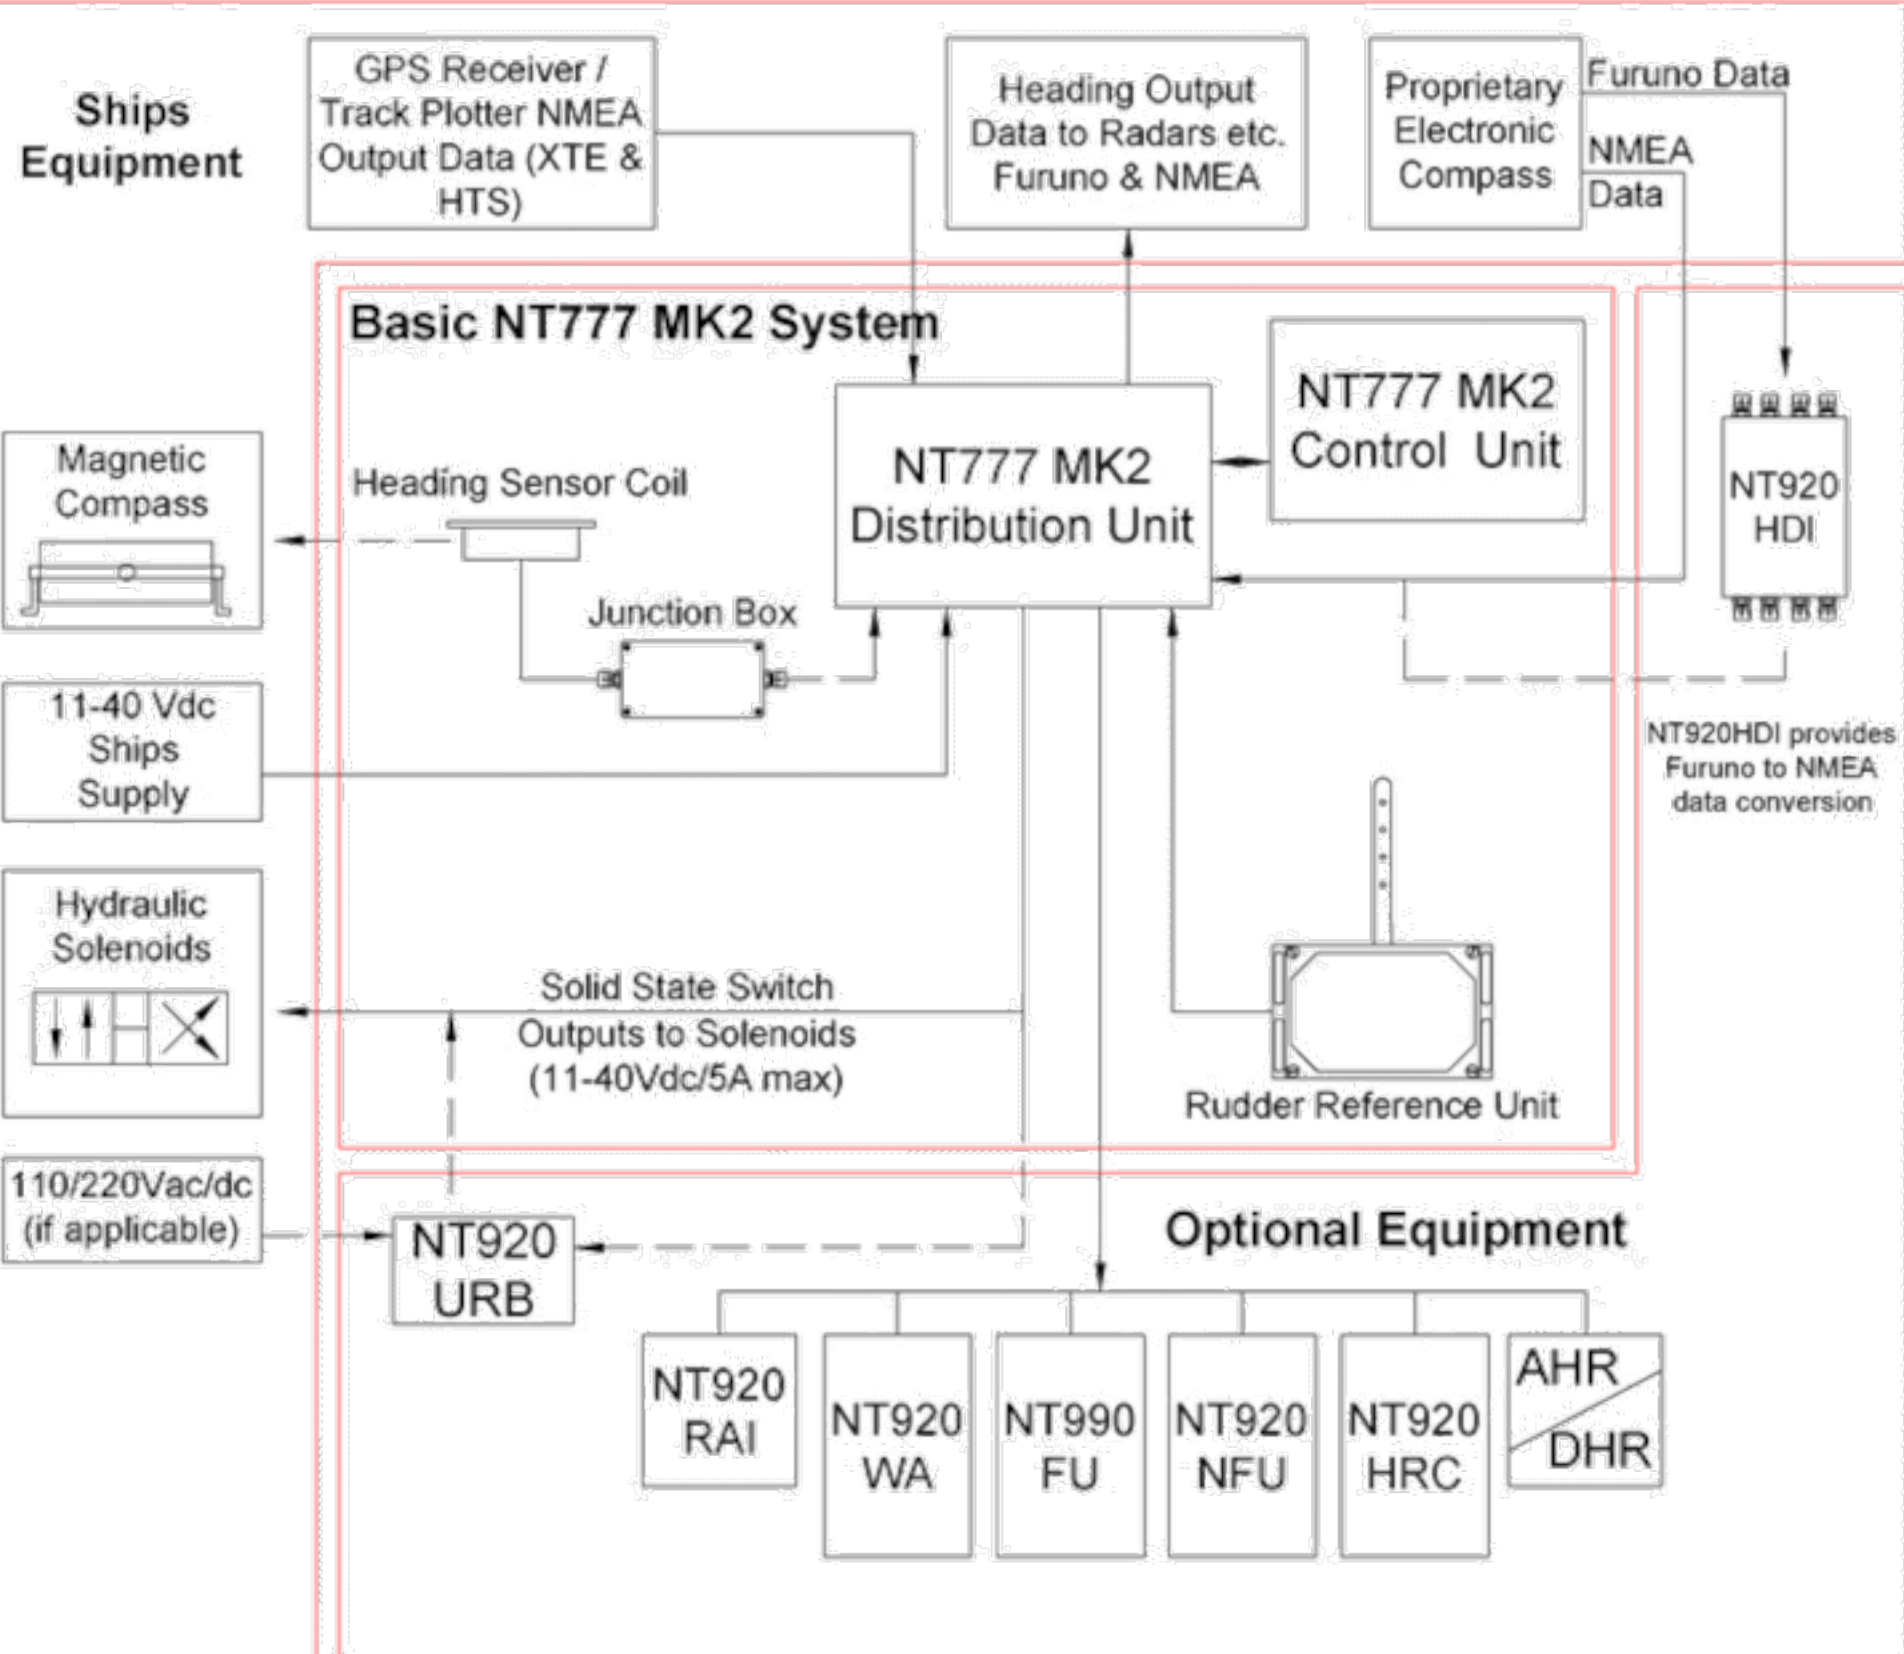 Ships
Equipment
GPS Receiver /
Track Plotter NMEA
Output Data (XTE &
HTS)
Heading Output
Data to Radars etc.
Furuno & NMEA
Proprietary
Electronic
Compass
Furuno Data
NMEA
Data
Basic NT777 MK2 System
NT777 MK2
Distribution Unit
NT777 MK2
Control Unit
NT920
HDI
Magnetic
Compass
Heading Sensor Coil
Junction Box
11-40 Vdc
Ships
Supply
NT920HDI provides
Furuno to NMEA
data conversion
Hydraulic
Solenoids
Solid State Switch
Outputs to Solenoids
(11-40Vdc/5A max)
Rudder Reference Unit
110/220Vac/dc
(if applicable)
NT920
URB
Optional Equipment
NT920
RAI
NT920
WA
NT990
FU
NT920
NFU
NT920
HRC
AHR
DHR